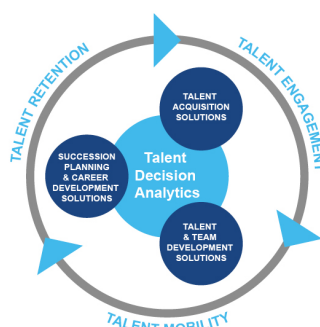 TALENT RETENTION
TALENT ENGAGEMENT
TALENT
ACQUISITION
SOLUTIONS
SUCCESSION
PLANNING
& CAREER
DEVELOPMENT
SOLUTIONS
Talent
Decision
Analytics
TALENT
& TEAM
DEVELOPMENT
SOLUTIONS
TALENT MOBILITY